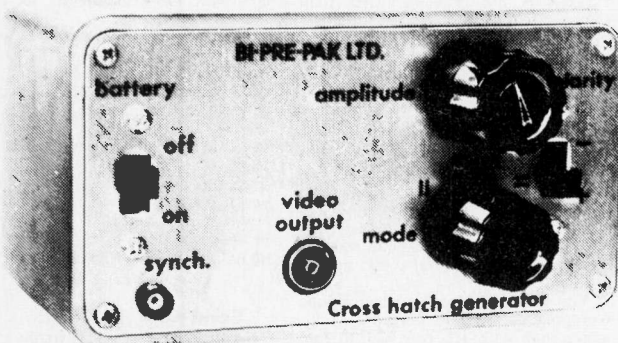 BI-PRE-PAK LTD.
battery
amplitude
off
on
video
output
mode
synch.
Cross hatch generator